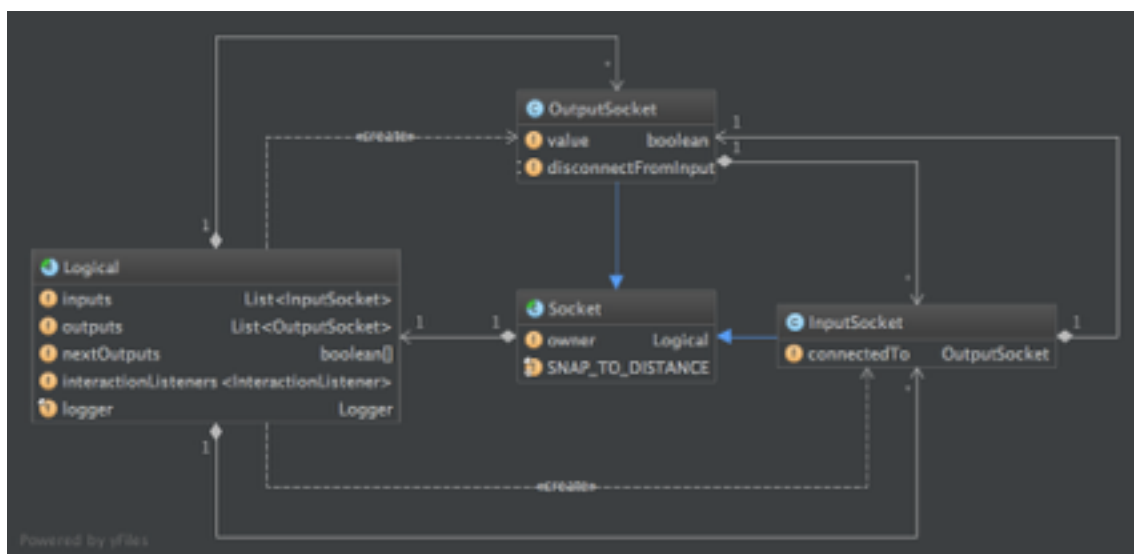 1
*
OutputSocket
value boolean
disconnectFromInput
1
1
«create»
1
Logical
inputs List<InputSocket>
outputs List<OutputSocket>
nextOutputs boolean[]
interactionListeners <InteractionListener>
logger Logger
1
1
1
Socket
owner Logical
SNAP_TO_DISTANCE
*
InputSocket
connectedTo OutputSocket
1
*
«create»
Powered by yFiles